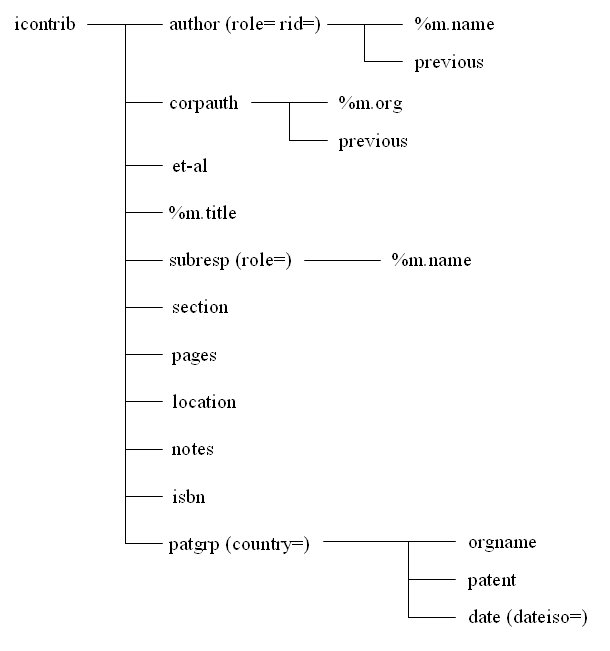 icontrib
author (role= rid=)
%m.name
previous
corpauth
%m.org
previous
et-al
%m.title
subresp (role=)
%m.name
section
pages
location
notes
isbn
patgrp (country=)
orgname
patent
date (dateiso=)